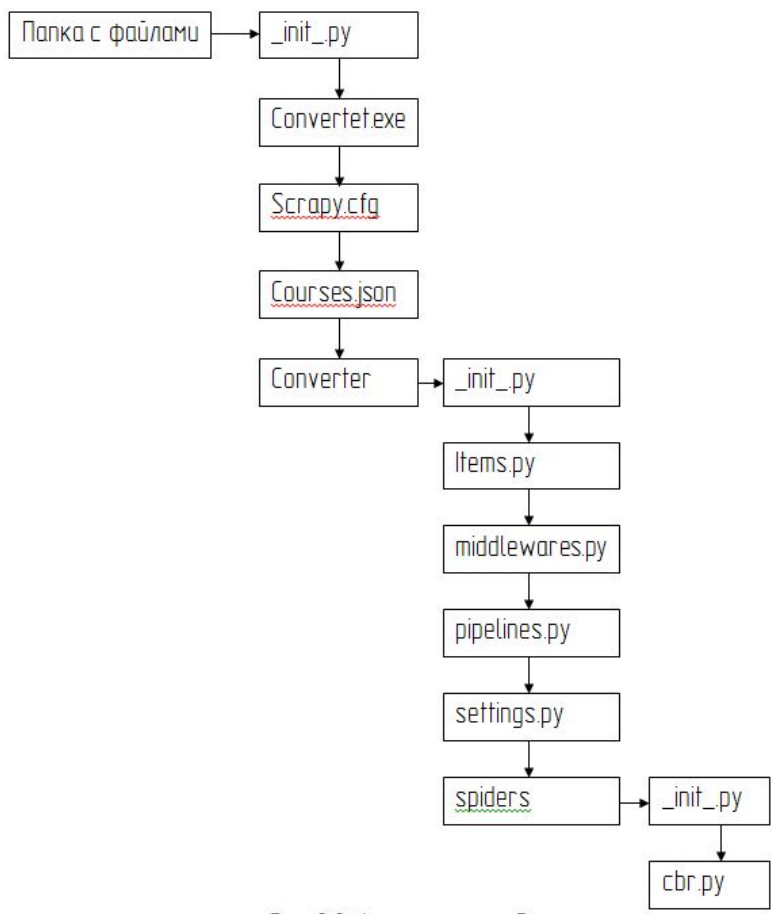 Папка с файлами
_init_.py
Convertet.exe
Scrapy.cfg
Courses.json
Converter
_init_.py
Items.py
middlewares.py
pipelines.py
settings.py
spiders
_init_.py
cbr.py